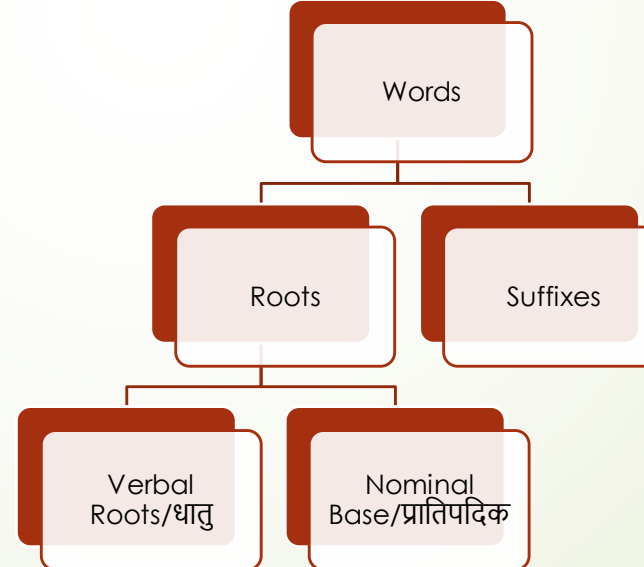 Words
Roots
Suffixes
Verbal
Roots/धातु
Nominal
Base/प्रातिपदिक